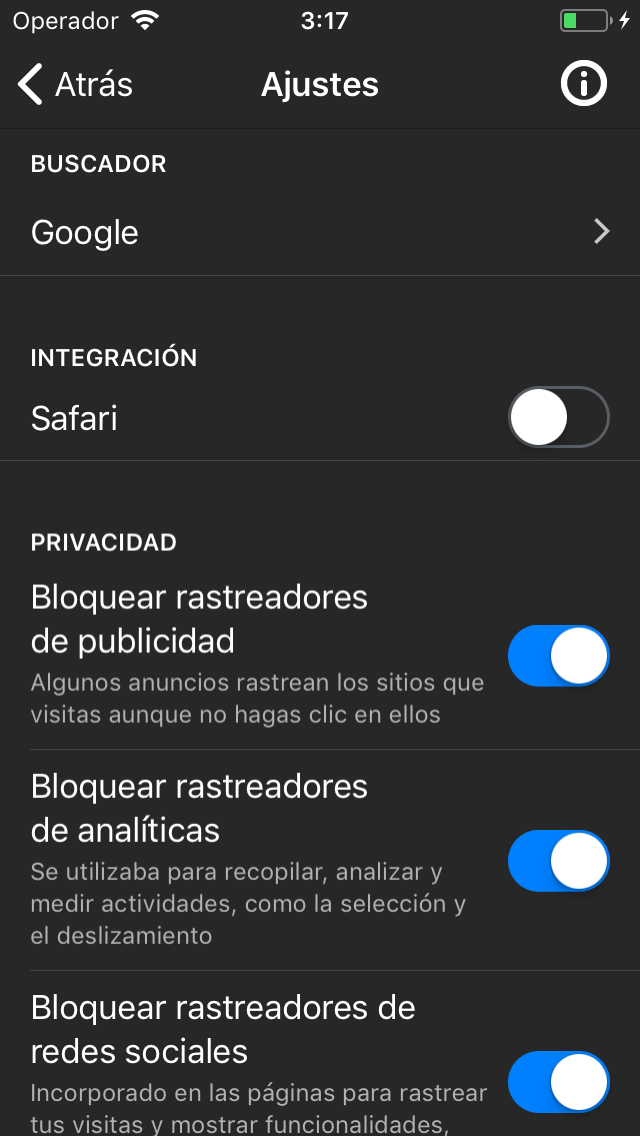 Operador 3:17
Atrás Ajustes
BUSCADOR
Google
INTEGRACIÓN
Safari
PRIVACIDAD
Bloquear rastreadores
de publicidad
Algunos anuncios rastrean los sitios que
visitas aunque no hagas clic en ellos
Bloquear rastreadores
de analíticas
Se utilizaba para recopilar, analizar y
medir actividades, como la selección y
el deslizamiento
Bloquear rastreadores de
redes sociales
Incorporado en las páginas para rastrear
tus visitas y mostrar funcionalidades,